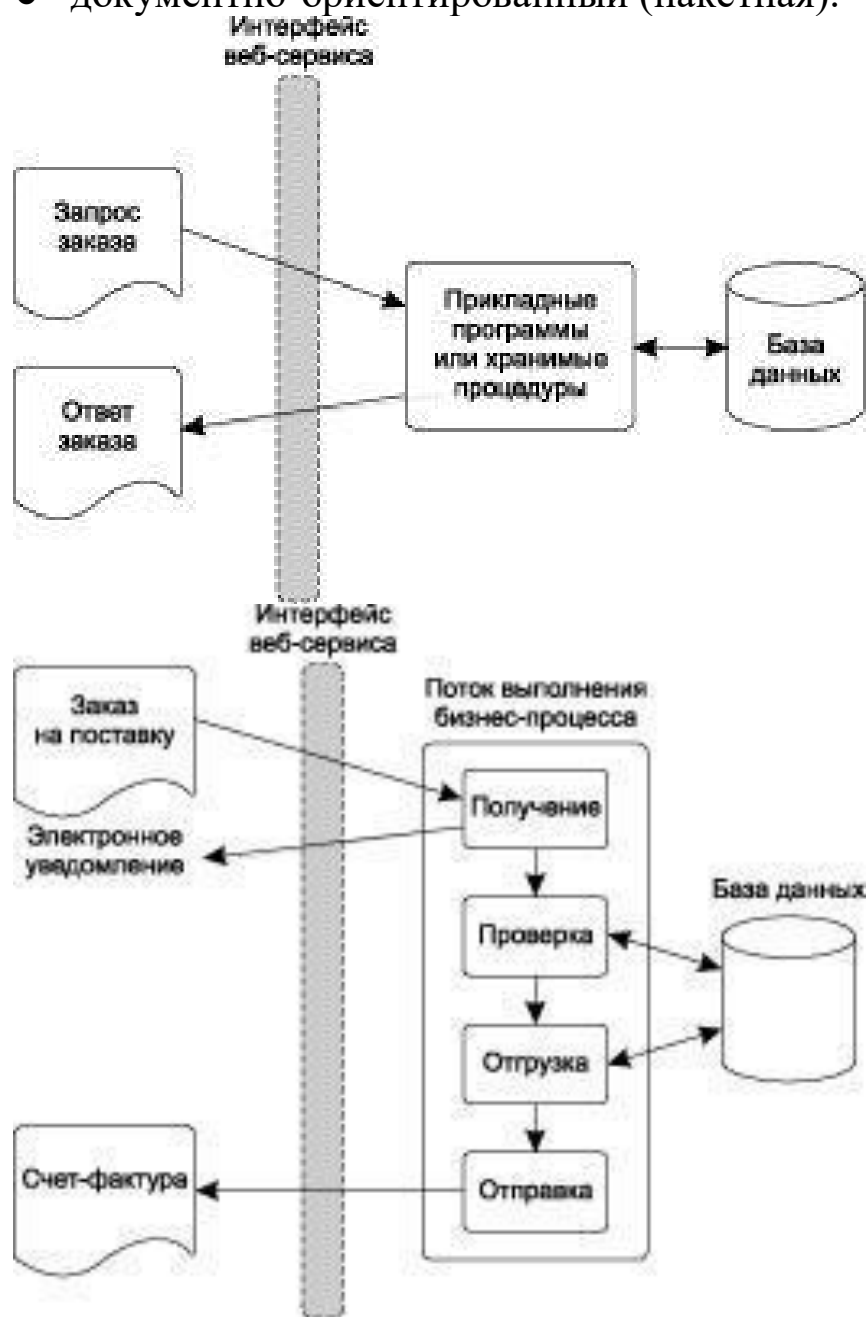 ● документно-ориентированный (пакетная).
Интерфейс
веб-сервиса
Запрос
заказа
Прикладные
программы
или хранимые
процедуры
База
данных
Ответ
заказа
Интерфейс
веб-сервиса
Заказ
на поставку
Поток выполнения
бизнес-процесса
Получение
Электронное
уведомление
База данных
Проверка
Отгрузка
Счет-фактура
Отправка